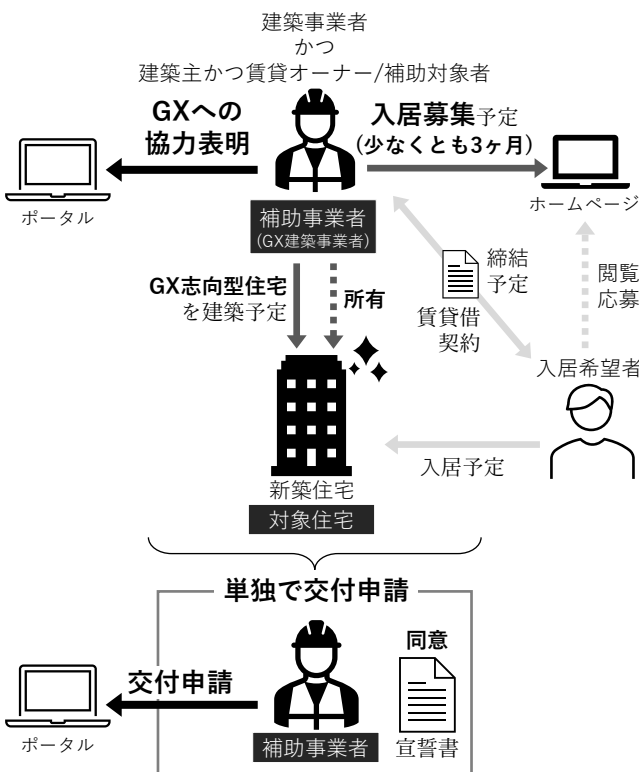 建築事業者
かつ
建築主かつ賃貸オーナー/補助対象者
GXへの
協力表明
入居募集予定
(少なくとも3ヶ月)
ポータル
ホームページ
補助事業者
(GX建築事業者)
GX志向型住宅
を建築予定
所有
締結
予定
賃貸借
契約
閲覧
応募
入居希望者
入居予定
新築住宅
対象住宅
単独で交付申請
交付申請
同意
ポータル
補助事業者
宣誓書